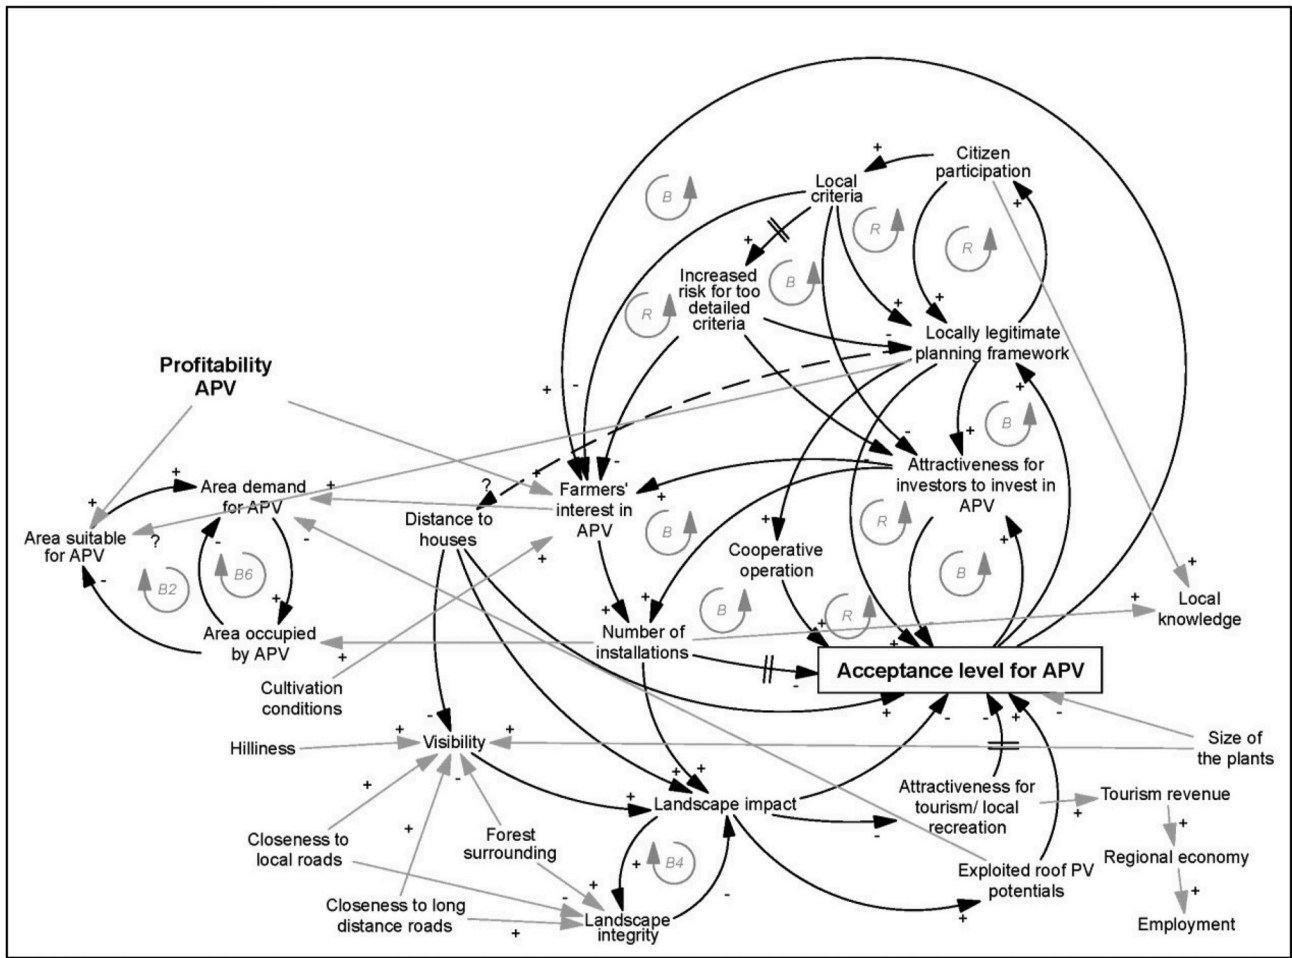 Citizen
participation
+
Local
criteria
B
R
R
+
+
Increased
risk for too
detailed
criteria
B
R
+
+
Locally legitimate
planning framework
-
Profitability
APV
+
-
+
B
-
+
-
-
Attractiveness for
investors to invest in
APV
+
Area demand
for APV
+
+
?
Farmers'
interest in
APV
+
+
Area suitable
for APV
?
-
Distance to
houses
B
R
+
+
Cooperative
operation
-
B2
B6
+
B
+
+
+
+
B
R
+
Local
knowledge
Area occupied
by APV
+
Number of
installations
+
+
Acceptance level for APV
-
Cultivation
conditions
-
+
-
-
+
-
Hilliness
+
Visibility
+
Size of
the plants
+
-
+
+
Landscape impact
+
Attractiveness for
tourism/ local
recreation
-
Tourism revenue
+
+
Closeness to
local roads
+
Forest
surrounding
B4
+
-
Regional economy
Exploited roof PV
potentials
+
+
+
-
Closeness to long
distance roads
+
Landscape
integrity
Employment